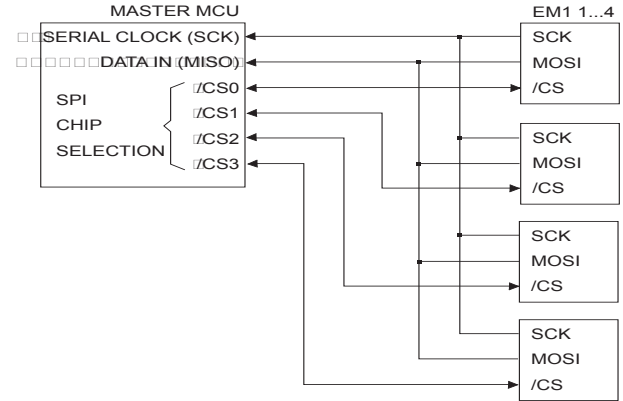 MASTER MCU
SERIAL CLOCK (SCK)
DATA IN (MISO)
/CS0
/CS1
/CS2
/CS3
SPI
CHIP
SELECTION
EM1 1...4
SCK
MOSI
/CS
SCK
MOSI
/CS
SCK
MOSI
/CS
SCK
MOSI
/CS